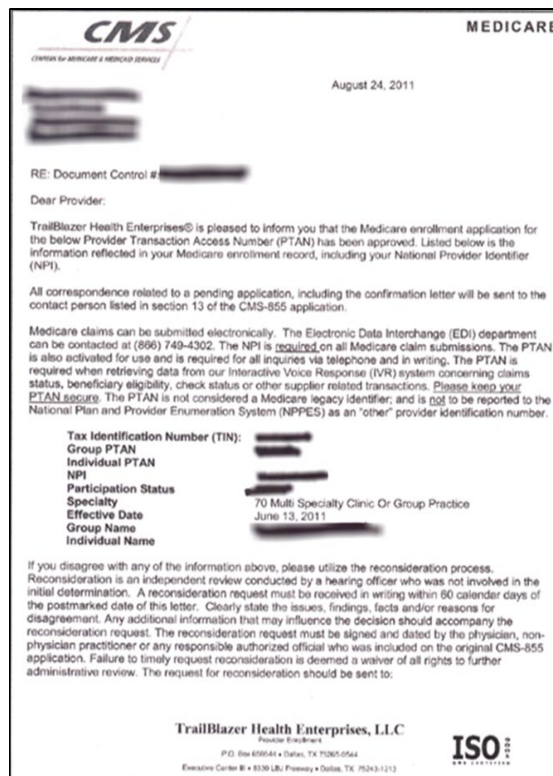 CMS
MEDICARE
CENTERS for MEDICARE & MEDICAID SERVICES
August 24, 2011
RE: Document Control #:
Dear Provider:
TrailBlazer Health Enterprises® is pleased to inform you that the Medicare enrollment application for
the below Provider Transaction Access Number (PTAN) has been approved. Listed below is the
information reflected in your Medicare enrollment record, including your National Provider Identifier
(NPI).
All correspondence related to a pending application, including the confirmation letter will be sent to the
contact person listed in section 13 of the CMS-855 application.
Medicare claims can be submitted electronically. The Electronic Data Interchange (EDI) department
can be contacted at (866) 749-4302. The NPI is required on all Medicare claim submissions. The PTAN
is also activated for use and is required for all inquiries via telephone and in writing. The PTAN is
required when retrieving data from our Interactive Voice Response (IVR) system concerning claims
status, beneficiary eligibility, check status or other supplier related transactions. Please keep your
PTAN secure. The PTAN is not considered a Medicare legacy identifier; and is not to be reported to the
National Plan and Provider Enumeration System (NPPES) as an "other" provider identification number.
Tax Identification Number (TIN):
Group PTAN
Individual PTAN
NPI
Participation Status
Specialty 70 Multi Specialty Clinic Or Group Practice
Effective Date June 13, 2011
Group Name
Individual Name
If you disagree with any of the information above, please utilize the reconsideration process.
Reconsideration is an independent review conducted by a hearing officer who was not involved in the
initial determination. A reconsideration request must be received in writing within 60 calendar days of
the postmarked date of this letter. Clearly state the issues, findings, facts and/or reasons for
disagreement. Any additional information that may influence the decision should accompany the
reconsideration request. The reconsideration request must be signed and dated by the physician, non-
physician practitioner or any responsible authorized official who was included on the original CMS-855
application. Failure to timely request reconsideration is deemed a waiver of all rights to further
administrative review. The request for reconsideration should be sent to:
TrailBlazer Health Enterprises, LLC
Provider Enrollment
P.O. Box 650544 • Dallas, TX 75265-0544
Executive Center III • 8330 LBJ Freeway • Dallas, TX 75243-1213
ISO